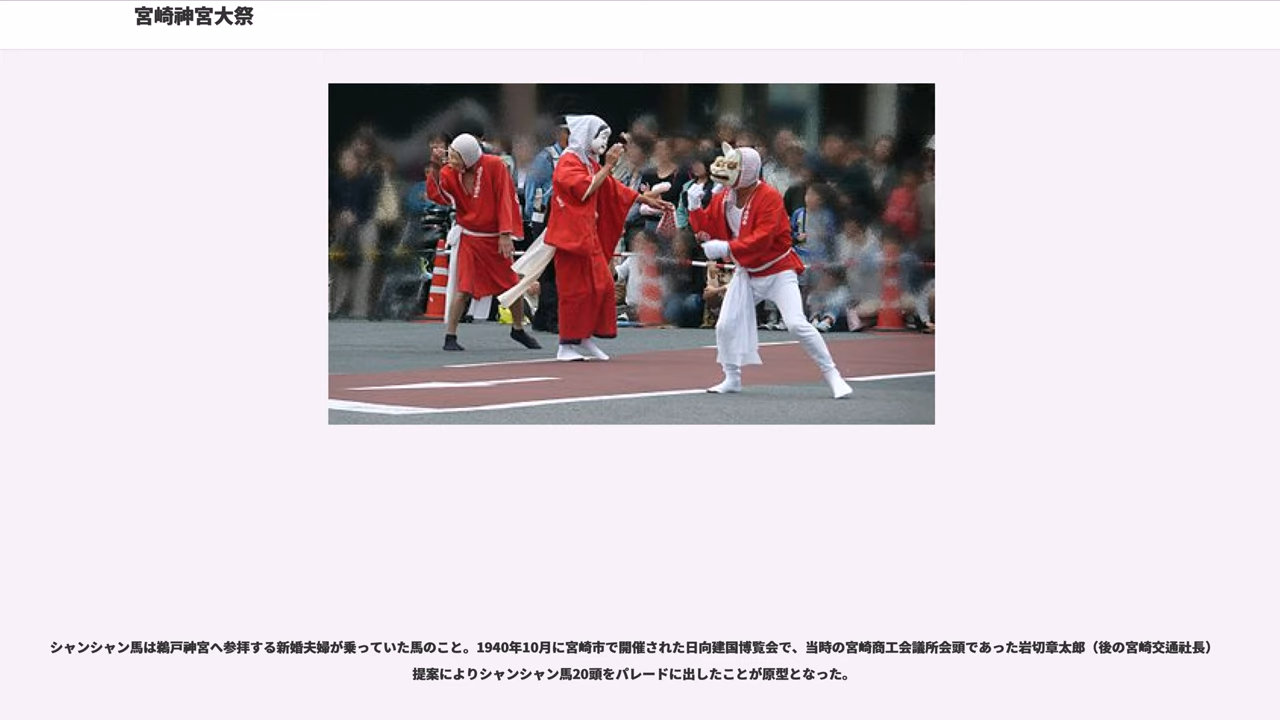 宮崎神宮大祭
シャンシャン馬は鵜戸神宮へ参拝する新婚夫婦が乗っていた馬のこと。1940年10月に宮崎市で開催された日向建国博覧会で、当時の宮崎商工会議所会頭であった岩切章太郎（後の宮崎交通社長）
提案によりシャンシャン馬20頭をパレードに出したことが原型となった。